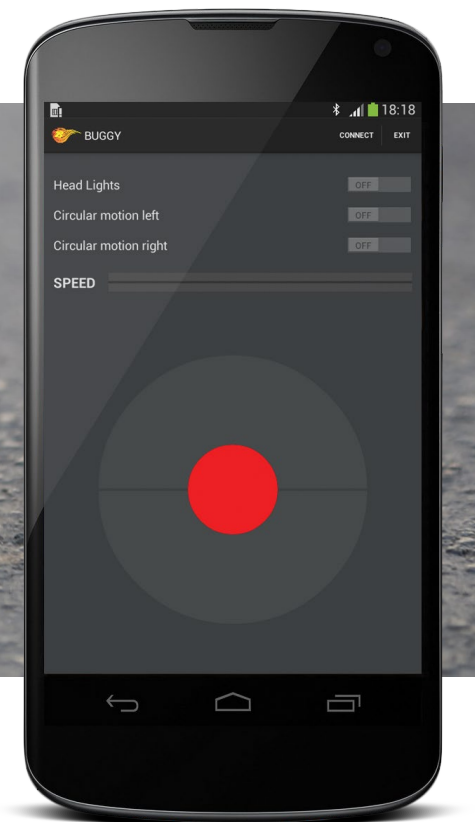 18:18
BUGGY CONNECT EXIT
Head Lights OFF
Circular motion left OFF
Circular motion right OFF
SPEED